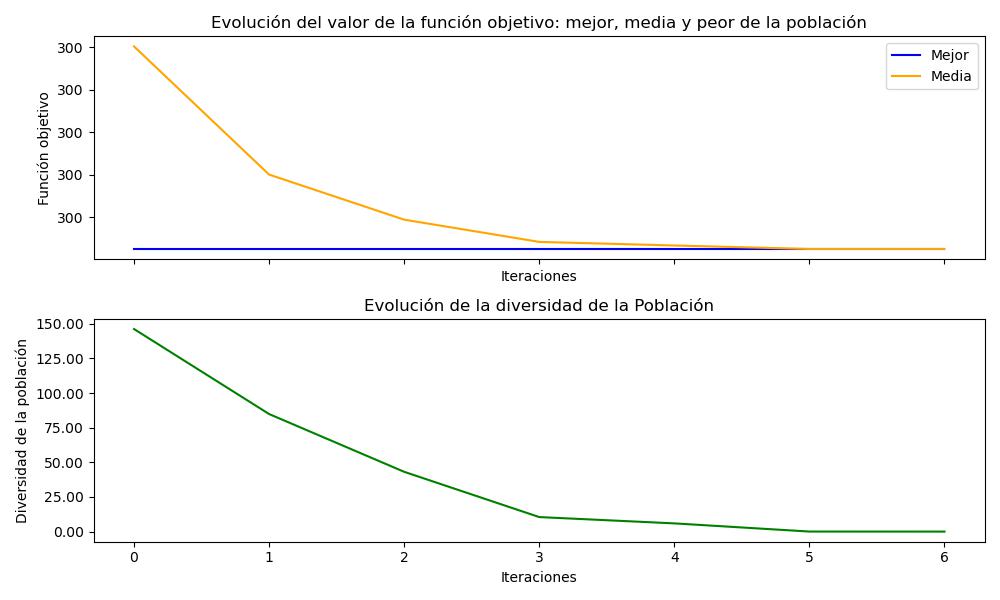 Evolución del valor de la función objetivo: mejor, media y peor de la población
Función objetivo
300
300
300
300
300
Mejor
Media
Iteraciones
Evolución de la diversidad de la Población
Diversidad de la población
150.00
125.00
100.00
75.00
50.00
25.00
0.00
0 1 2 3 4 5 6
Iteraciones